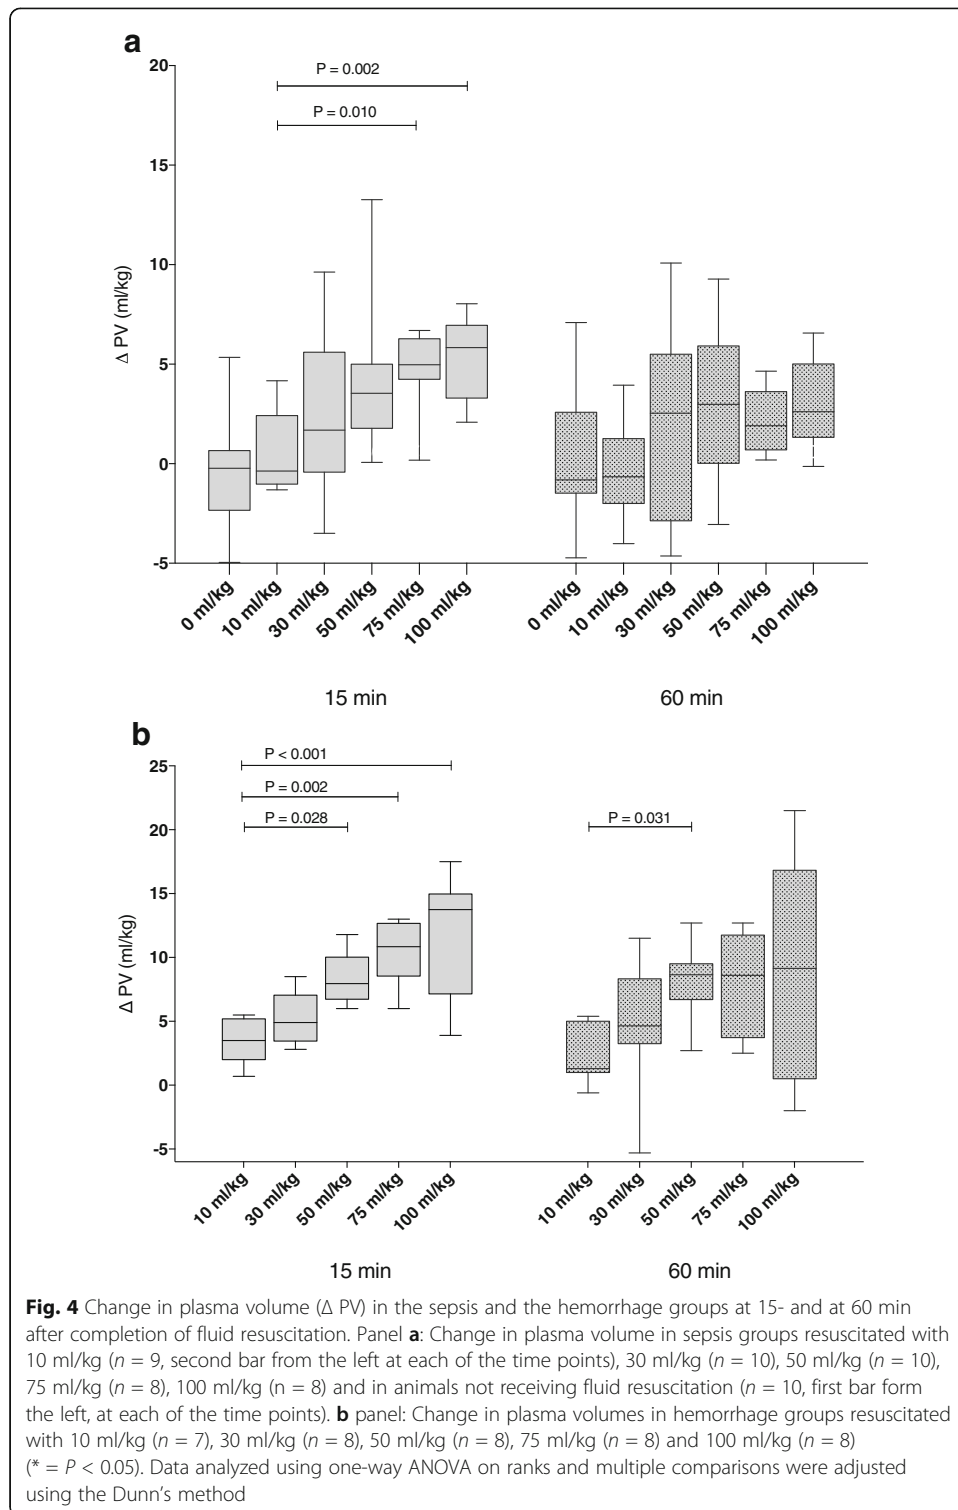 a
20
P = 0.002
P = 0.010
15
10
Δ PV (ml/kg)
5
0
-5
0 ml/kg 10 ml/kg 30 ml/kg 50 ml/kg 75 ml/kg 100 ml/kg 0 ml/kg 10 ml/kg 30 ml/kg 50 ml/kg 75 ml/kg 100 ml/kg
15 min 60 min
b
25
P < 0.001
P = 0.002
P = 0.028 P = 0.031
20
15
10
Δ PV (ml/kg)
5
0
-5
10 ml/kg 30 ml/kg 50 ml/kg 75 ml/kg 100 ml/kg 10 ml/kg 30 ml/kg 50 ml/kg 75 ml/kg 100 ml/kg
15 min 60 min
Fig. 4 Change in plasma volume (Δ PV) in the sepsis and the hemorrhage groups at 15- and at 60 min
after completion of fluid resuscitation. Panel a: Change in plasma volume in sepsis groups resuscitated with
10 ml/kg (n = 9, second bar from the left at each of the time points), 30 ml/kg (n = 10), 50 ml/kg (n = 10),
75 ml/kg (n = 8), 100 ml/kg (n = 8) and in animals not receiving fluid resuscitation (n = 10, first bar form
the left, at each of the time points). b panel: Change in plasma volumes in hemorrhage groups resuscitated
with 10 ml/kg (n = 7), 30 ml/kg (n = 8), 50 ml/kg (n = 8), 75 ml/kg (n = 8) and 100 ml/kg (n = 8)
(* = P < 0.05). Data analyzed using one-way ANOVA on ranks and multiple comparisons were adjusted
using the Dunn's method